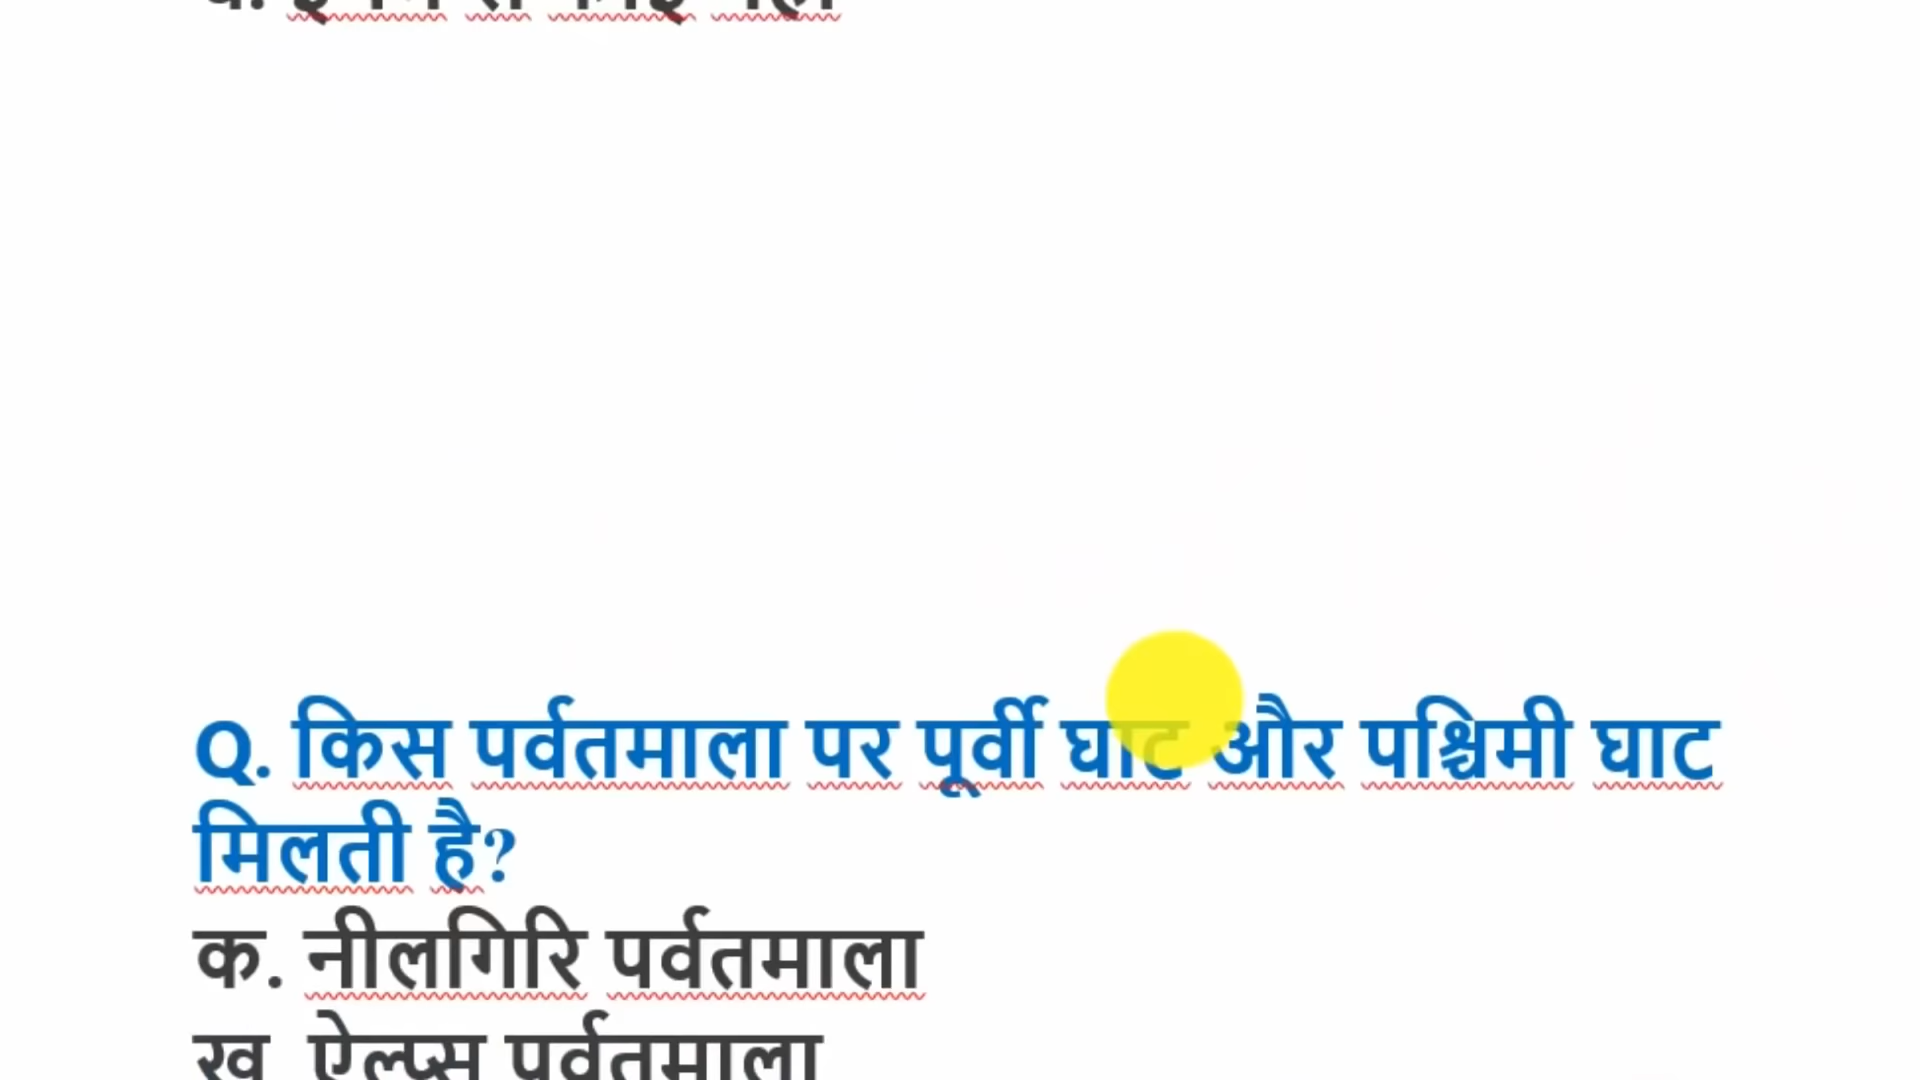 Q. किस पर्वतमाला पर पूर्वी घाट और पश्चिमी घाट
मिलती है?
क. नीलगिरि पर्वतमाला
ख ऐल्प्स पर्वतमाला